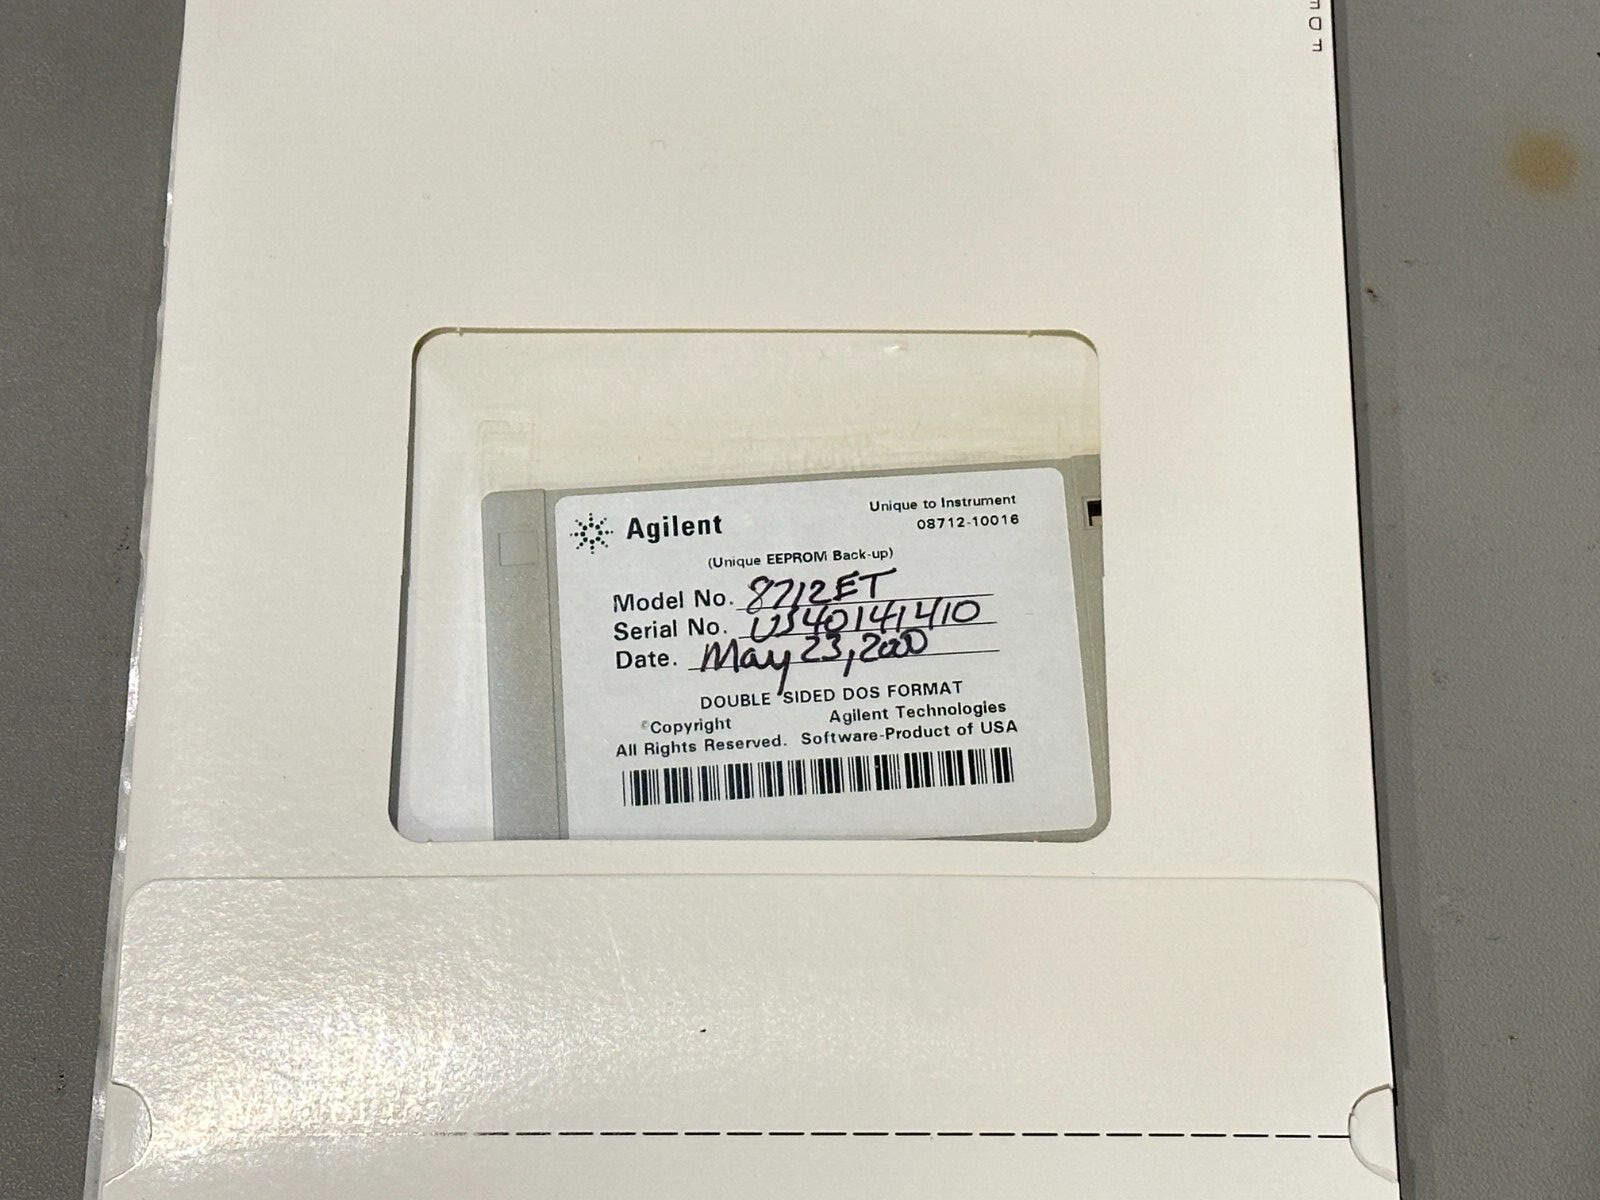 Agilent
Unique to Instrument
08712-10016
(Unique EEPROM Back-up)
Model No. 8712ET
Serial No. US40141410
Date. May 23, 2000
DOUBLE SIDED DOS FORMAT
©Copyright Agilent Technologies
All Rights Reserved. Software-Product of USA